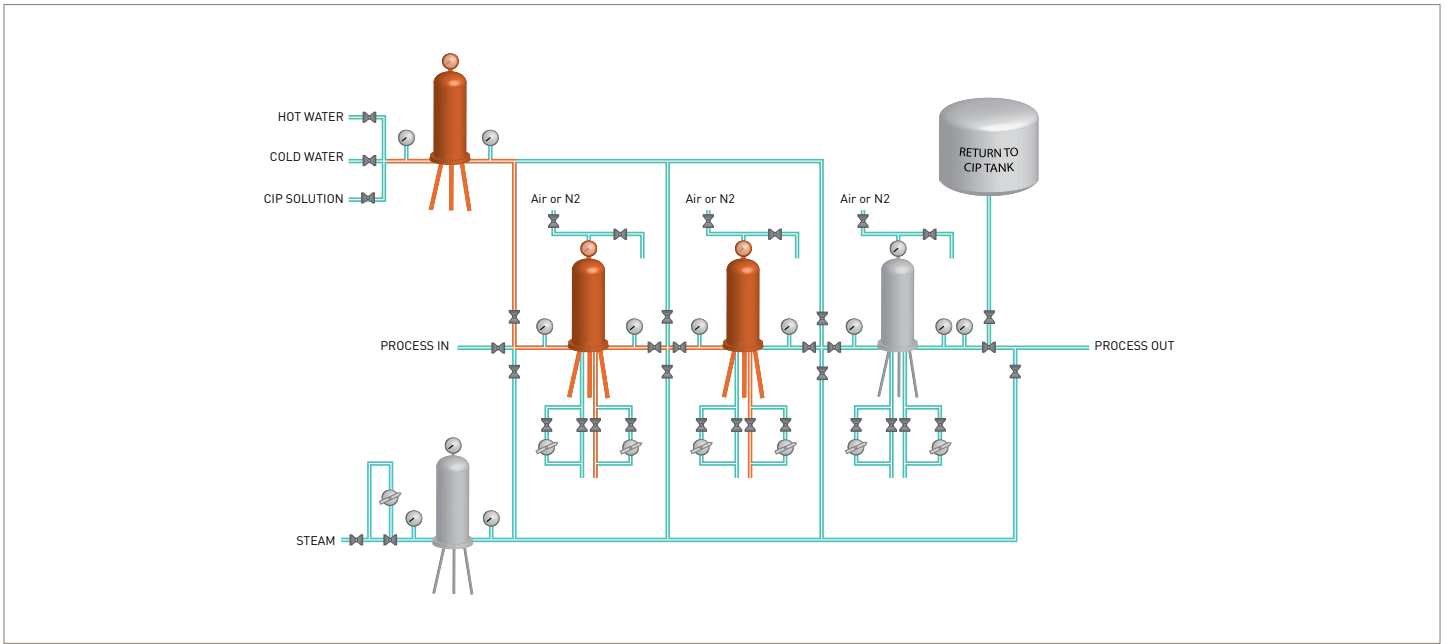 HOT WATER
COLD WATER
CIP SOLUTION
RETURN TO
CIP TANK
Air or N2
Air or N2
Air or N2
PROCESS IN
PROCESS OUT
STEAM